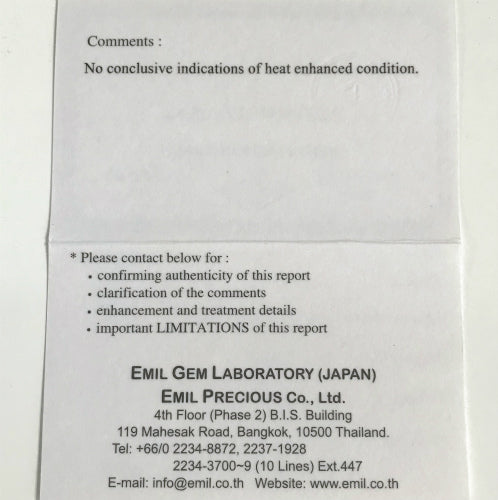 Comments :
No conclusive indications of heat enhanced condition.
* Please contact below for :
• confirming authenticity of this report
• clarification of the comments
• enhancement and treatment details
• important LIMITATIONS of this report
EMIL GEM LABORATORY (JAPAN)
EMIL PRECIOUS Co., Ltd.
4th Floor (Phase 2) B.I.S. Building
119 Mahesak Road, Bangkok, 10500 Thailand.
Tel: +66/0 2234-8872, 2237-1928
2234-3700~9 (10 Lines) Ext.447
E-mail: info@emil.co.th Website: www.emil.co.th